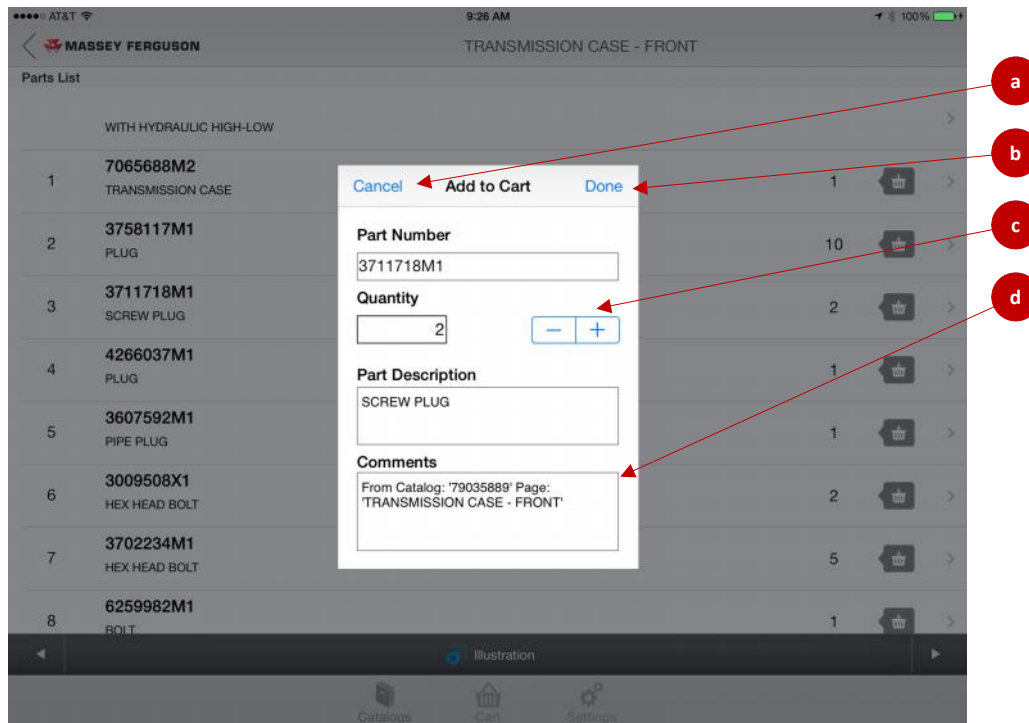 AT&T 9:26 AM 100%
MASSEY FERGUSON TRANSMISSION CASE - FRONT
Parts List
WITH HYDRAULIC HIGH-LOW
1 7065688M2 1
TRANSMISSION CASE
2 3758117M1 10
PLUG
3 3711718M1 2
SCREW PLUG
4 4266037M1 1
PLUG
5 3607592M1 1
PIPE PLUG
6 3009508X1 2
HEX HEAD BOLT
7 3702234M1 5
HEX HEAD BOLT
8 6259982M1 1
BOLT
Cancel Add to Cart Done
Part Number
3711718M1
Quantity
2 − +
Part Description
SCREW PLUG
Comments
From Catalog: '79035889' Page:
'TRANSMISSION CASE - FRONT'
Illustration
Catalogs Cart Settings
a
b
c
d